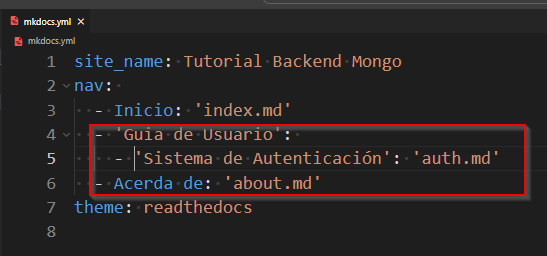 mkdocs.yml
mkdocs.yml
1 site_name: Tutorial Backend Mongo
2 nav:
3   - Inicio: 'index.md'
4   - 'Guia de Usuario':
5     - 'Sistema de Autenticación': 'auth.md'
6   - Acerda de: 'about.md'
7 theme: readthedocs
8